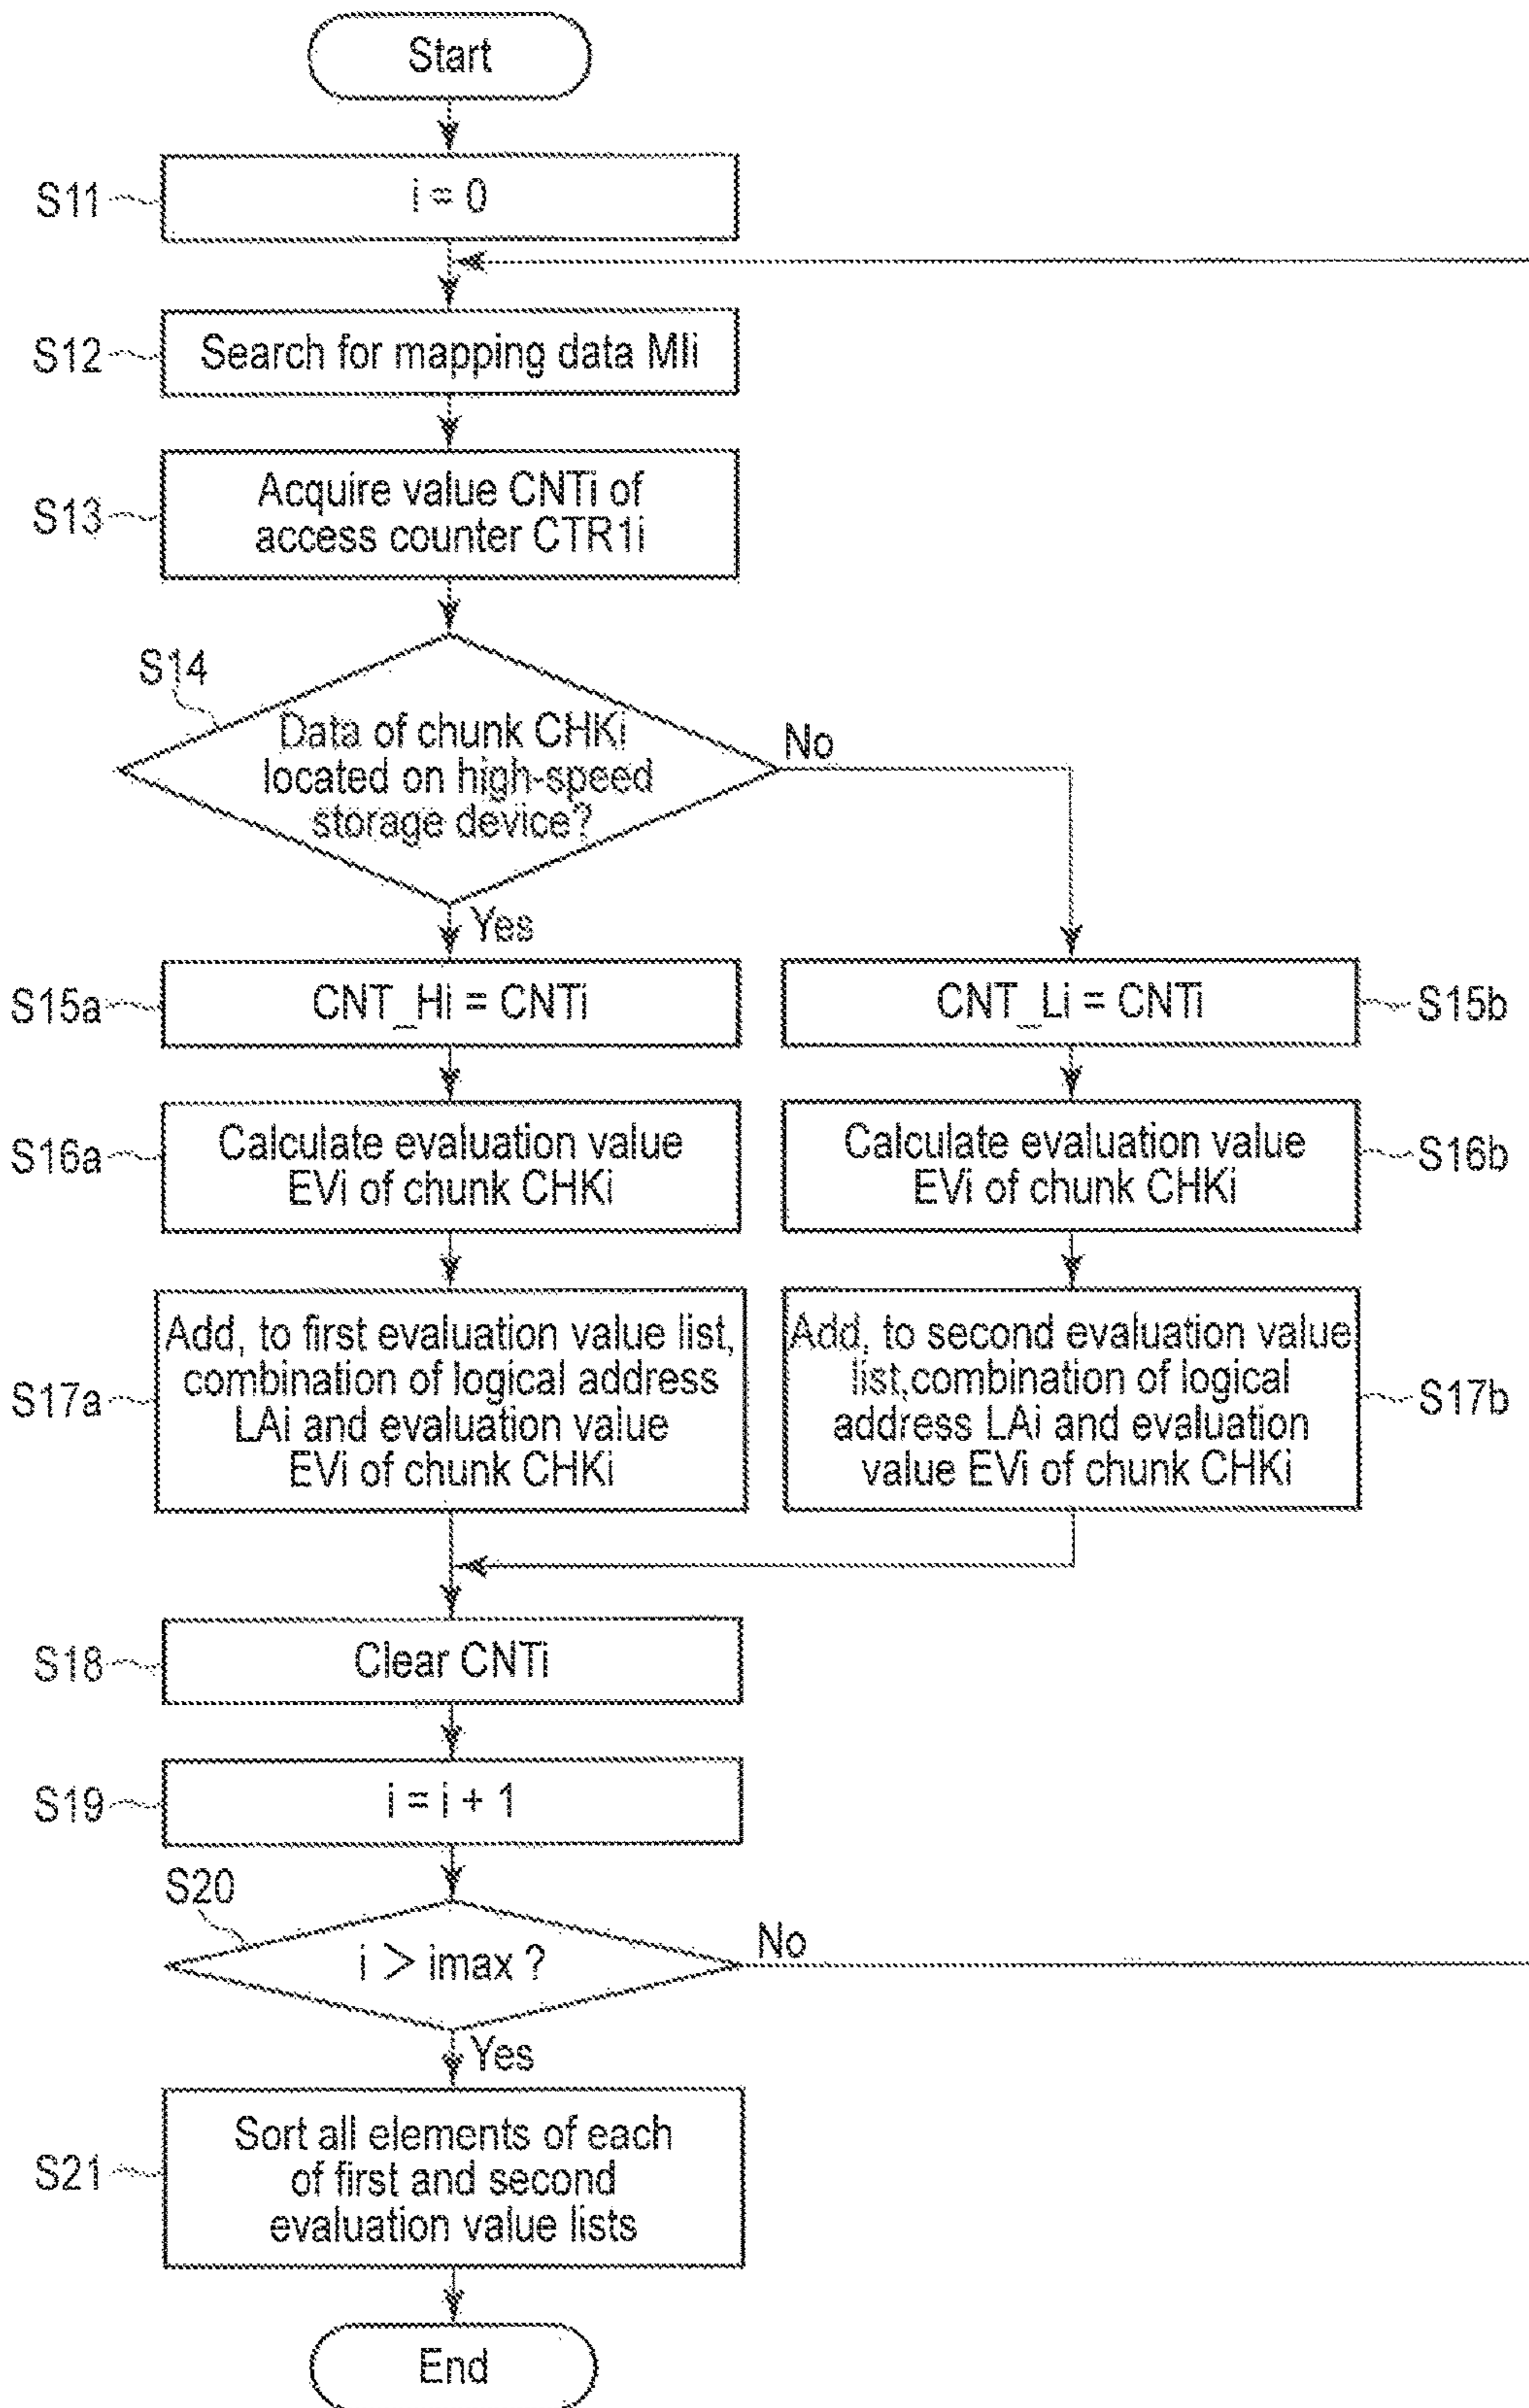 Start
S11
i = 0
S12
Search for mapping data MIi
S13
Acquire value CNTi of
access counter CTR1i
S14
Data of chunk CHKi
located on high-speed
storage device?
No
Yes
S15a
CNT_Hi = CNTi
CNT_Li = CNTi
S15b
S16a
Calculate evaluation value
EVi of chunk CHKi
Calculate evaluation value
EVi of chunk CHKi
S16b
S17a
Add, to first evaluation value list,
combination of logical address
LAi and evaluation value
EVi of chunk CHKi
Add, to second evaluation value
list,combination of logical
address LAi and evaluation
value EVi of chunk CHKi
S17b
S18
Clear CNTi
S19
i = i + 1
S20
i > imax ?
No
Yes
S21
Sort all elements of each
of first and second
evaluation value lists
End